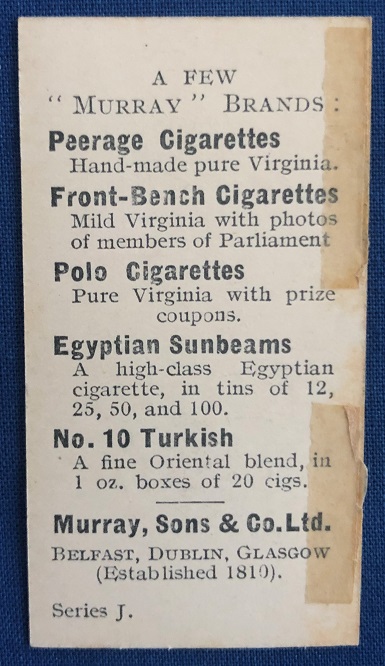 A FEW
"MURRAY" BRANDS:
Peerage Cigarettes
Hand-made pure Virginia.
Front-Bench Cigarettes
Mild Virginia with photos
of members of Parliament
Polo Cigarettes
Pure Virginia with prize
coupons.
Egyptian Sunbeams
A high-class Egyptian
cigarette, in tins of 12,
25, 50, and 100.
No. 10 Turkish
A fine Oriental blend, in
1 oz. boxes of 20 cigs.
Murray, Sons & Co. Ltd.
BELFAST, DUBLIN, GLASGOW
(Established 1810).
Series J.